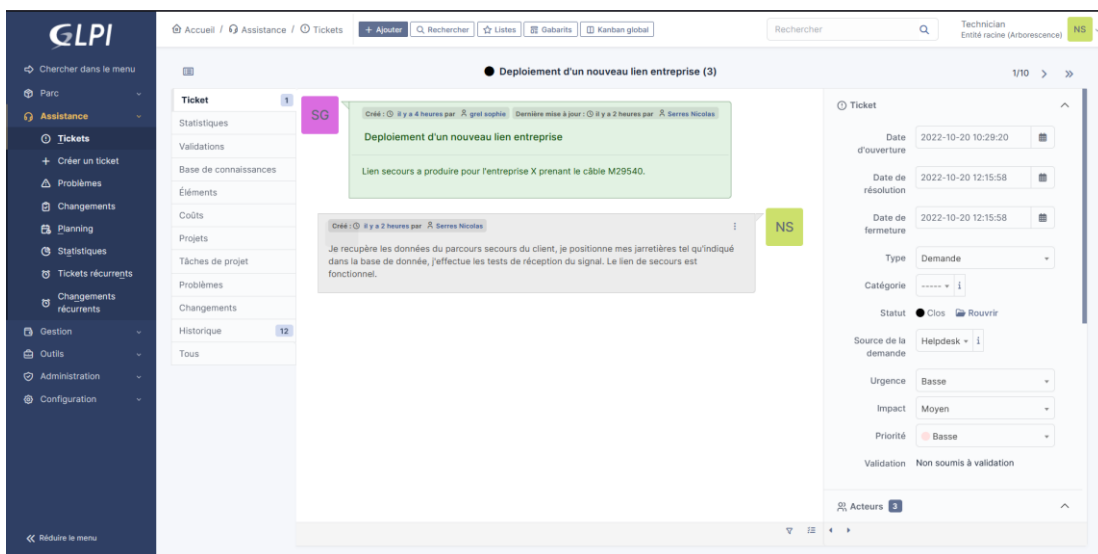 GLPI
Accueil / Assistance / Tickets
+ Ajouter
Rechercher
Listes
Gabarits
Kanban global
Rechercher
Technician
Entité racine (Arborescence)
NS
Chercher dans le menu
Parc
Assistance
Tickets
+ Créer un ticket
Problèmes
Changements
Planning
Statistiques
Tickets récurrents
Changements
récurrents
Gestion
Outils
Administration
Configuration
Réduire le menu
Deploiement d'un nouveau lien entreprise (3)
1/10
Ticket 1
Statistiques
Validations
Base de connaissances
Éléments
Coûts
Projets
Tâches de projet
Problèmes
Changements
Historique 12
Tous
SG
Créé : il y a 4 heures par grel sophie Dernière mise à jour : il y a 2 heures par Serres Nicolas
Deploiement d'un nouveau lien entreprise
Lien secours a produire pour l'entreprise X prenant le câble M29540.
NS
Créé : il y a 2 heures par Serres Nicolas
Je recupère les données du parcours secours du client, je positionne mes jarretières tel qu'indiqué
dans la base de donnée, j'effectue les tests de réception du signal. Le lien de secours est
fonctionnel.
Ticket
Date
d'ouverture
2022-10-20 10:29:20
Date de
résolution
2022-10-20 12:15:58
Date de
fermeture
2022-10-20 12:15:58
Type Demande
Catégorie ----- i
Statut Clos Rouvrir
Source de la
demande
Helpdesk i
Urgence Basse
Impact Moyen
Priorité Basse
Validation Non soumis à validation
Acteurs 3